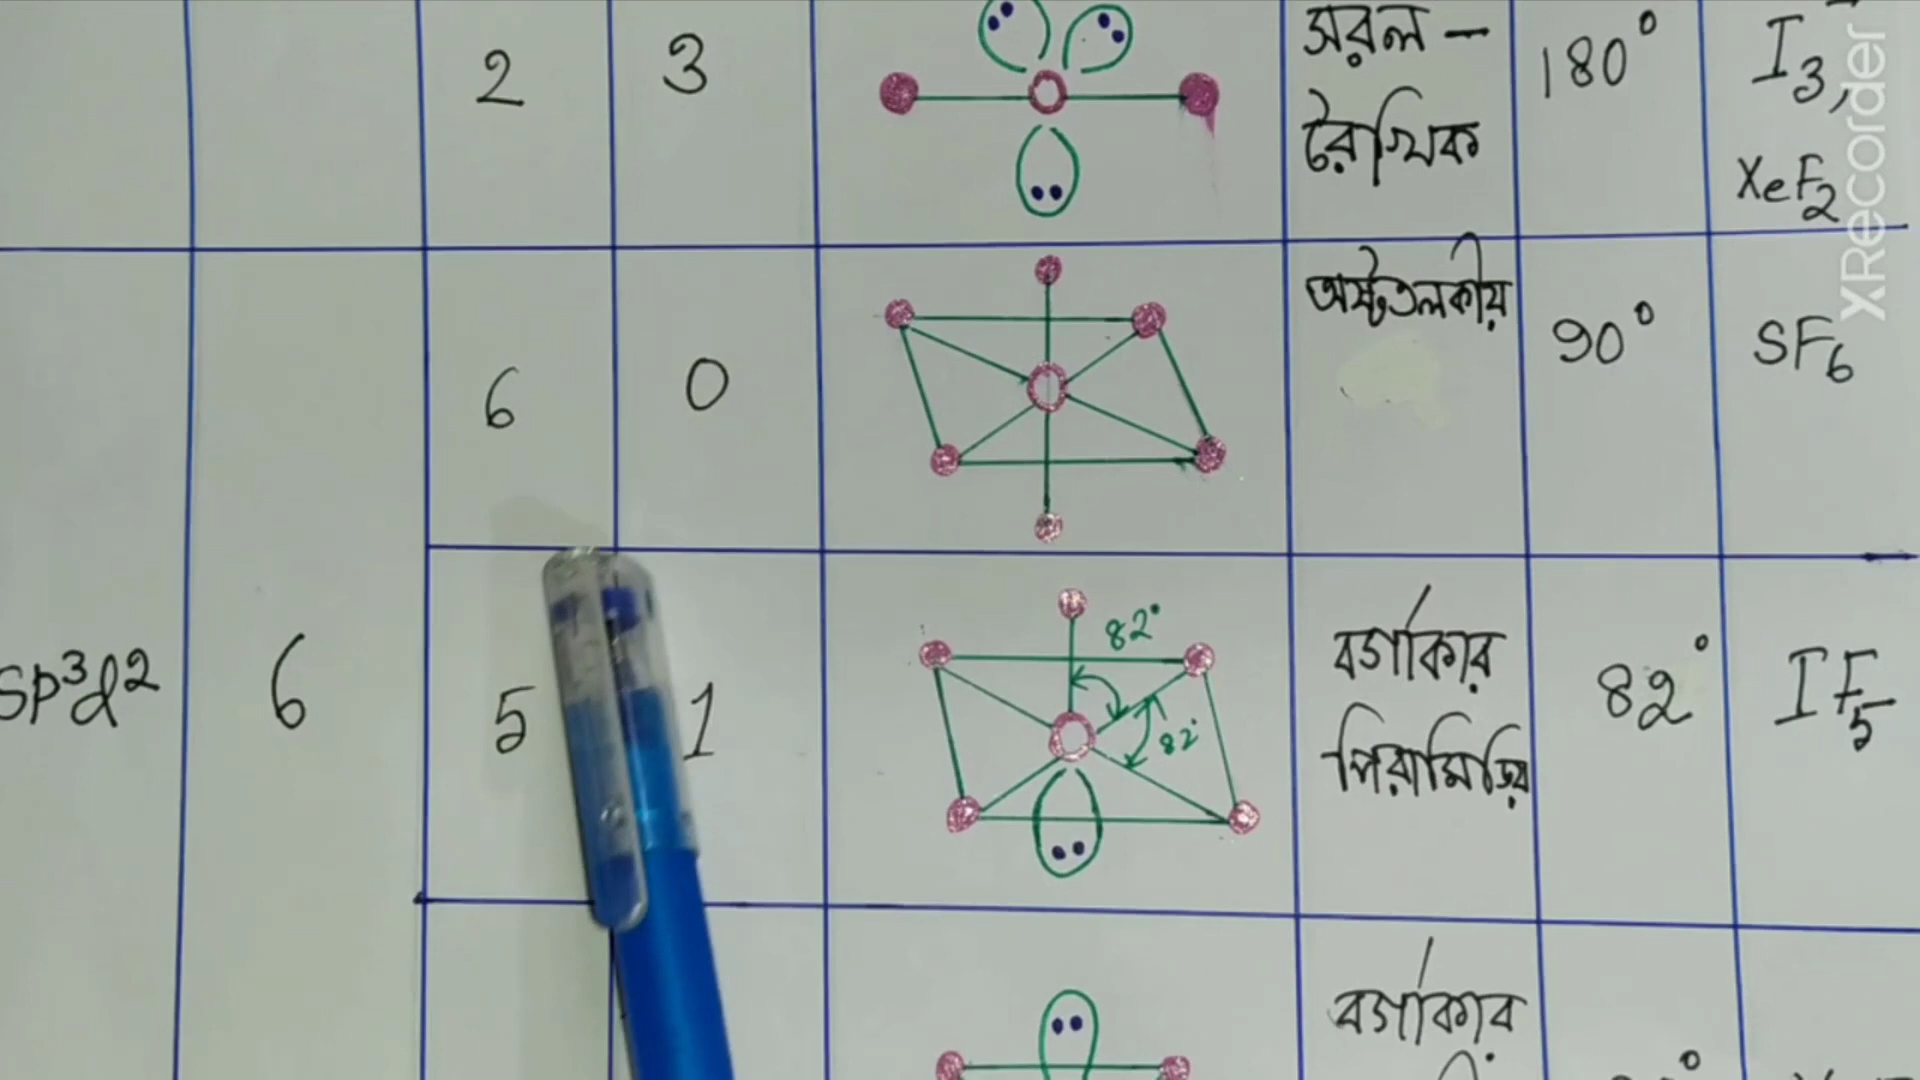 2 3 সরল – 180° I₃⁻,
রৈখিক XeF₂
6 0 অষ্টতলকীয় 90° SF₆
sp³d² 6 5 1 82° 82° বর্গাকার 82° IF₅
পিরামিডিয়
বর্গাকার
XRecorder